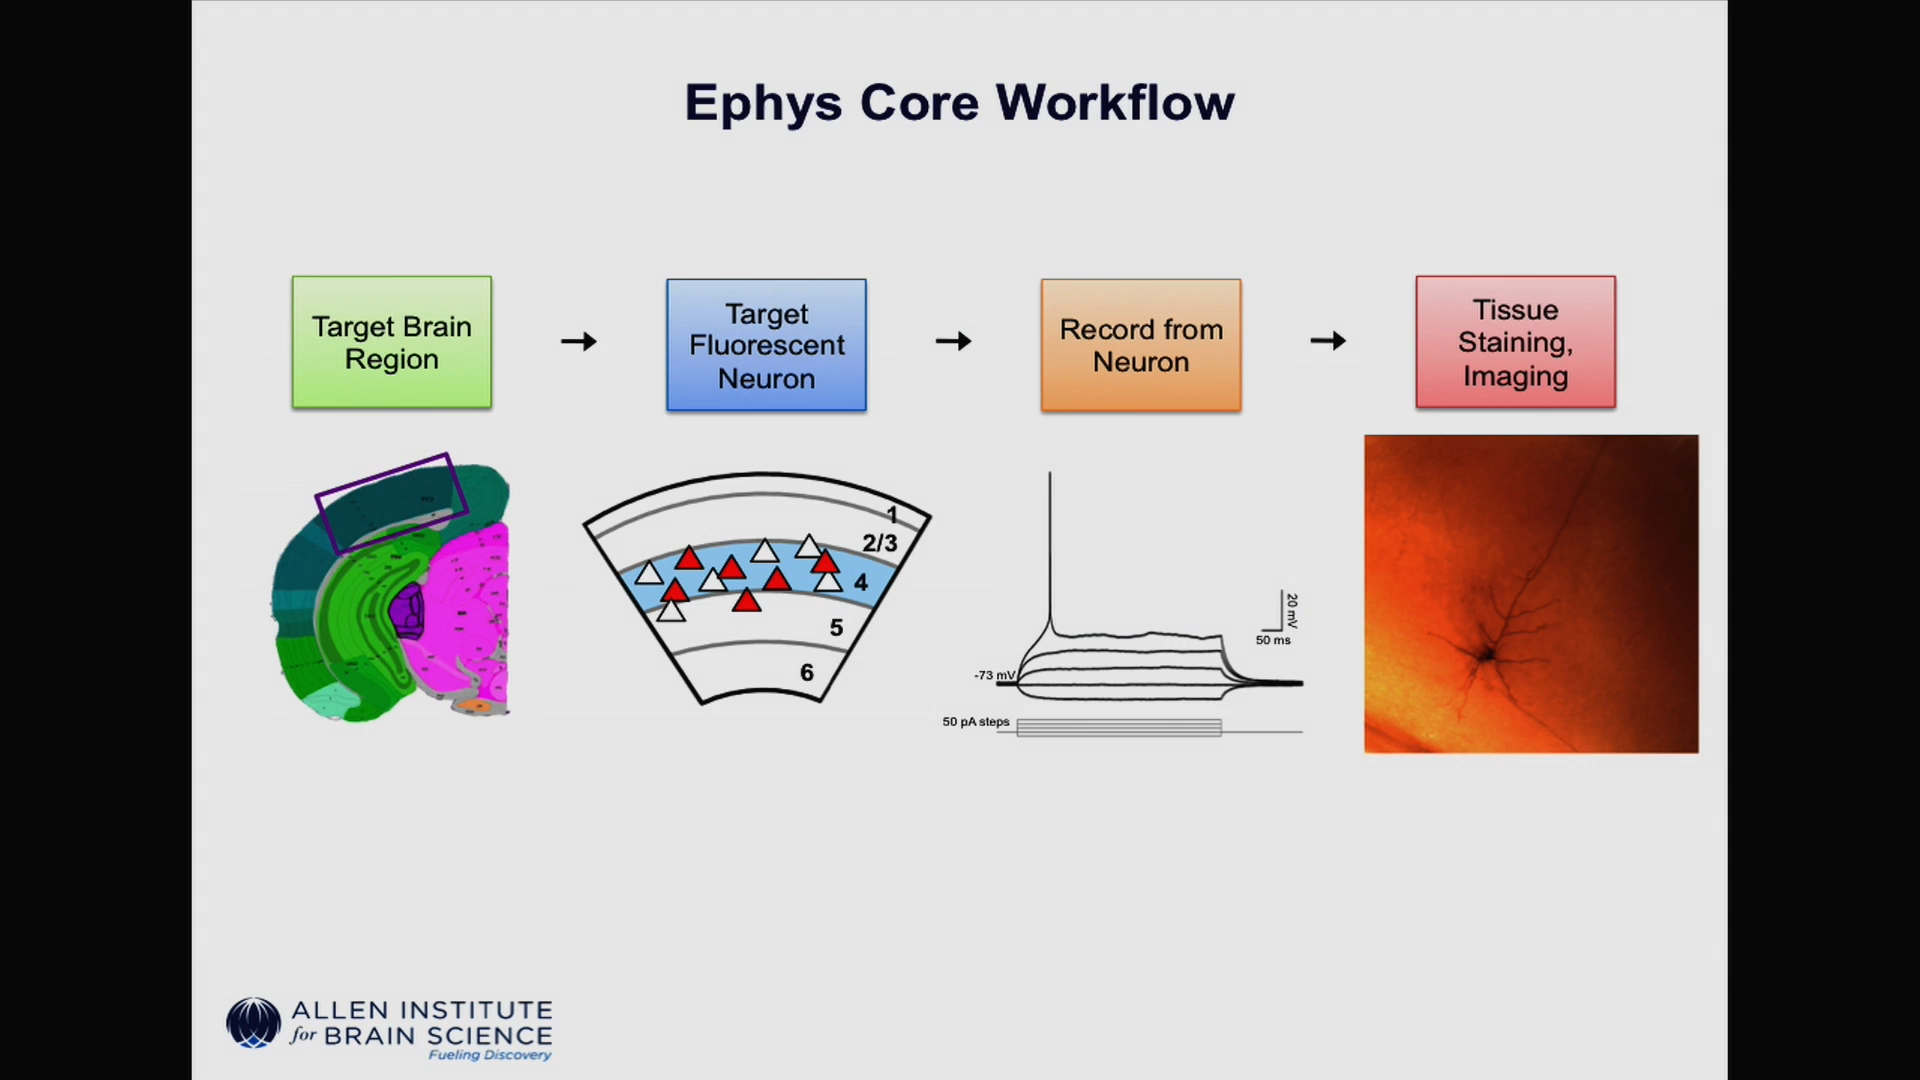 Ephys Core Workflow
Target Brain
Region
Target
Fluorescent
Neuron
Record from
Neuron
Tissue
Staining,
Imaging
1
2/3
4
5
6
20 mV
50 ms
-73 mV
50 pA steps
ALLEN INSTITUTE
for BRAIN SCIENCE
Fueling Discovery